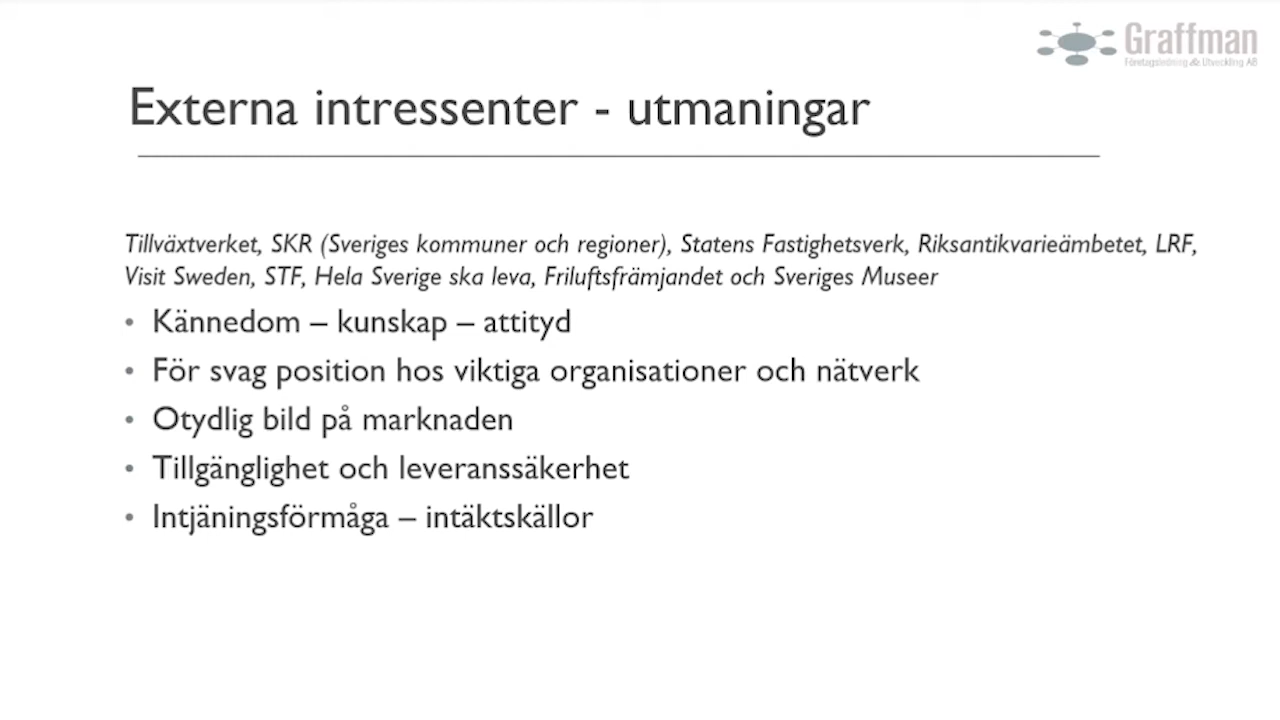 Graffman
Företagsledning & Utveckling AB
Externa intressenter - utmaningar
Tillväxtverket, SKR (Sveriges kommuner och regioner), Statens Fastighetsverk, Riksantikvarieämbetet, LRF,
Visit Sweden, STF, Hela Sverige ska leva, Friluftsfrämjandet och Sveriges Museer
• Kännedom – kunskap – attityd
• För svag position hos viktiga organisationer och nätverk
• Otydlig bild på marknaden
• Tillgänglighet och leveranssäkerhet
• Intjäningsförmåga – intäktskällor